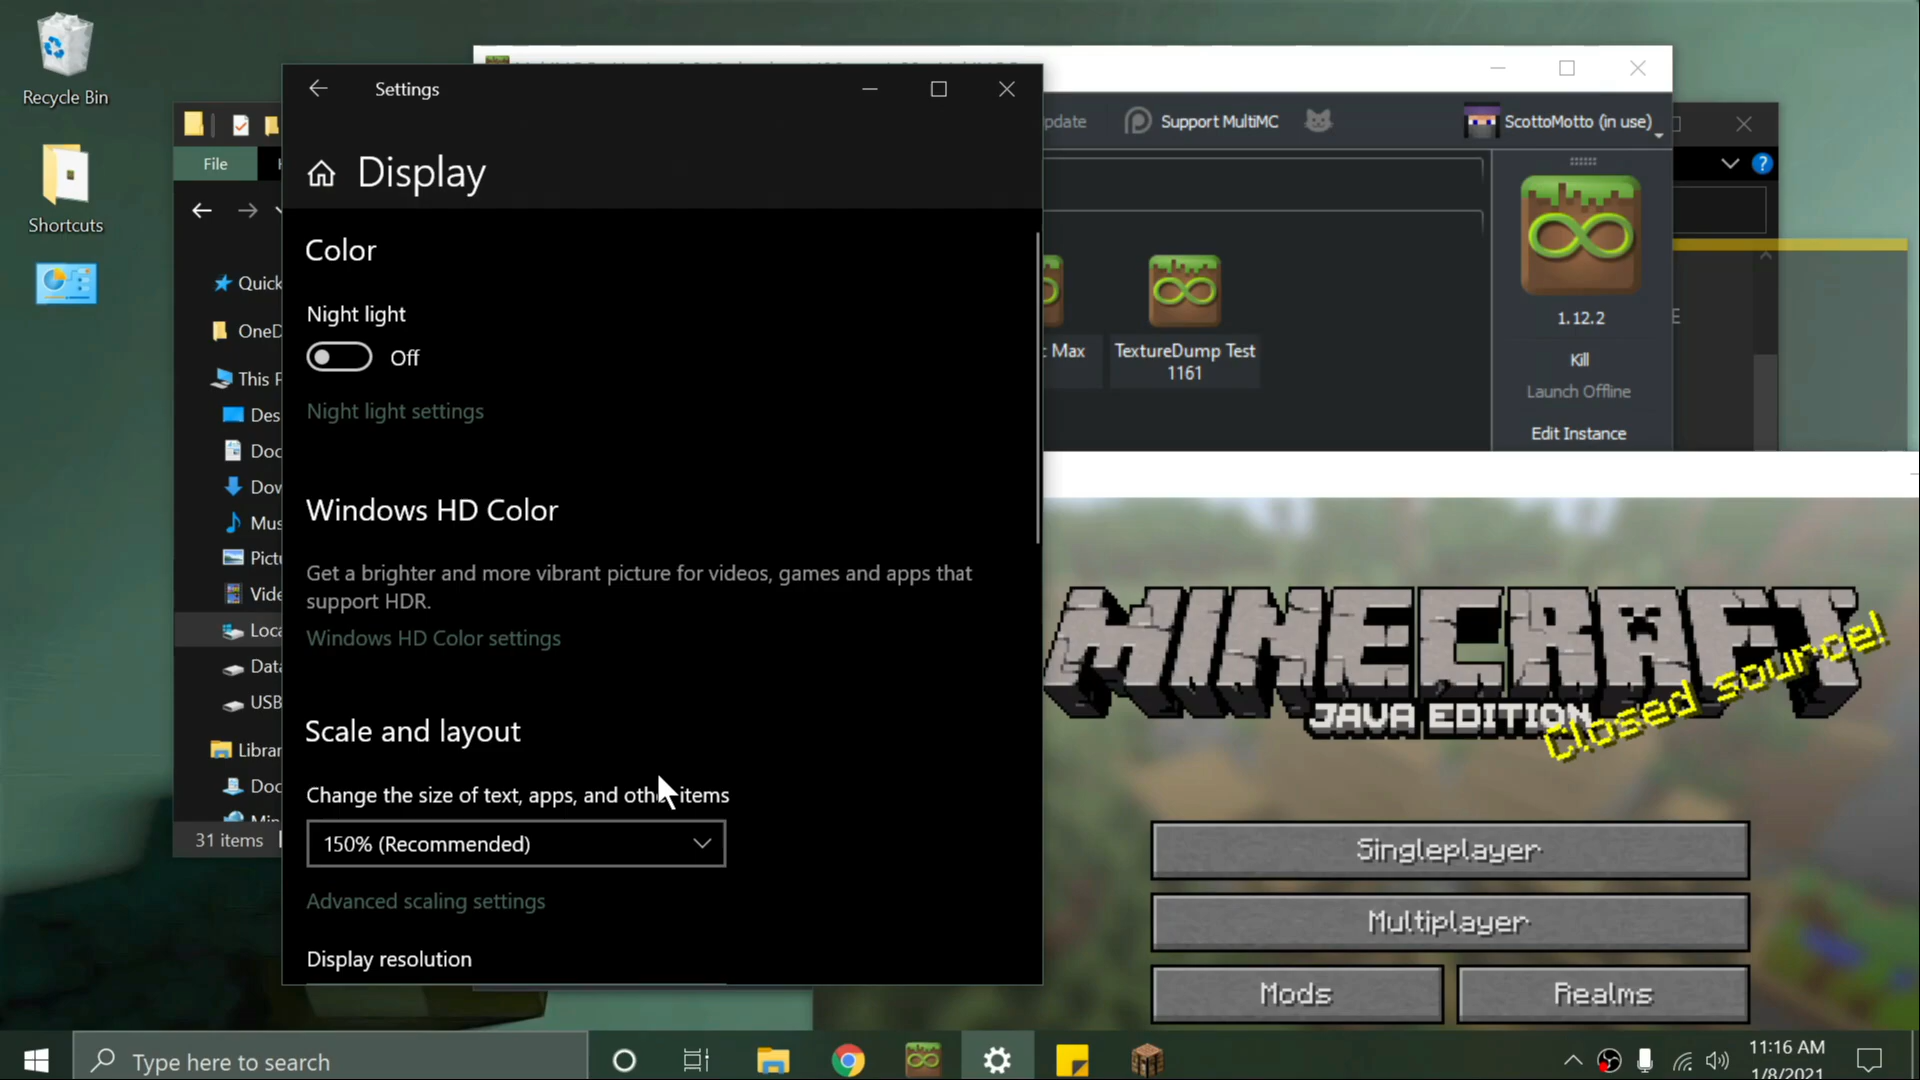 Recycle Bin
Shortcuts
File
Quick
OneD
This P
Des
Doc
Dow
Mus
Pictu
Vide
Loca
Data
USB
Librar
Doc
31 items
Settings
Display
Color
Night light
Off
Night light settings
Windows HD Color
Get a brighter and more vibrant picture for videos, games and apps that
support HDR.
Windows HD Color settings
Scale and layout
Change the size of text, apps, and other items
150% (Recommended)
Advanced scaling settings
Display resolution
pdate
Support MultiMC
ScottoMotto (in use)
Max
TextureDump Test
1161
1.12.2
Kill
Launch Offline
Edit Instance
E
MINECRAFT
JAVA EDITION
Closed source!
Singleplayer
Multiplayer
Mods
Realms
Type here to search
11:16 AM
1/8/2021